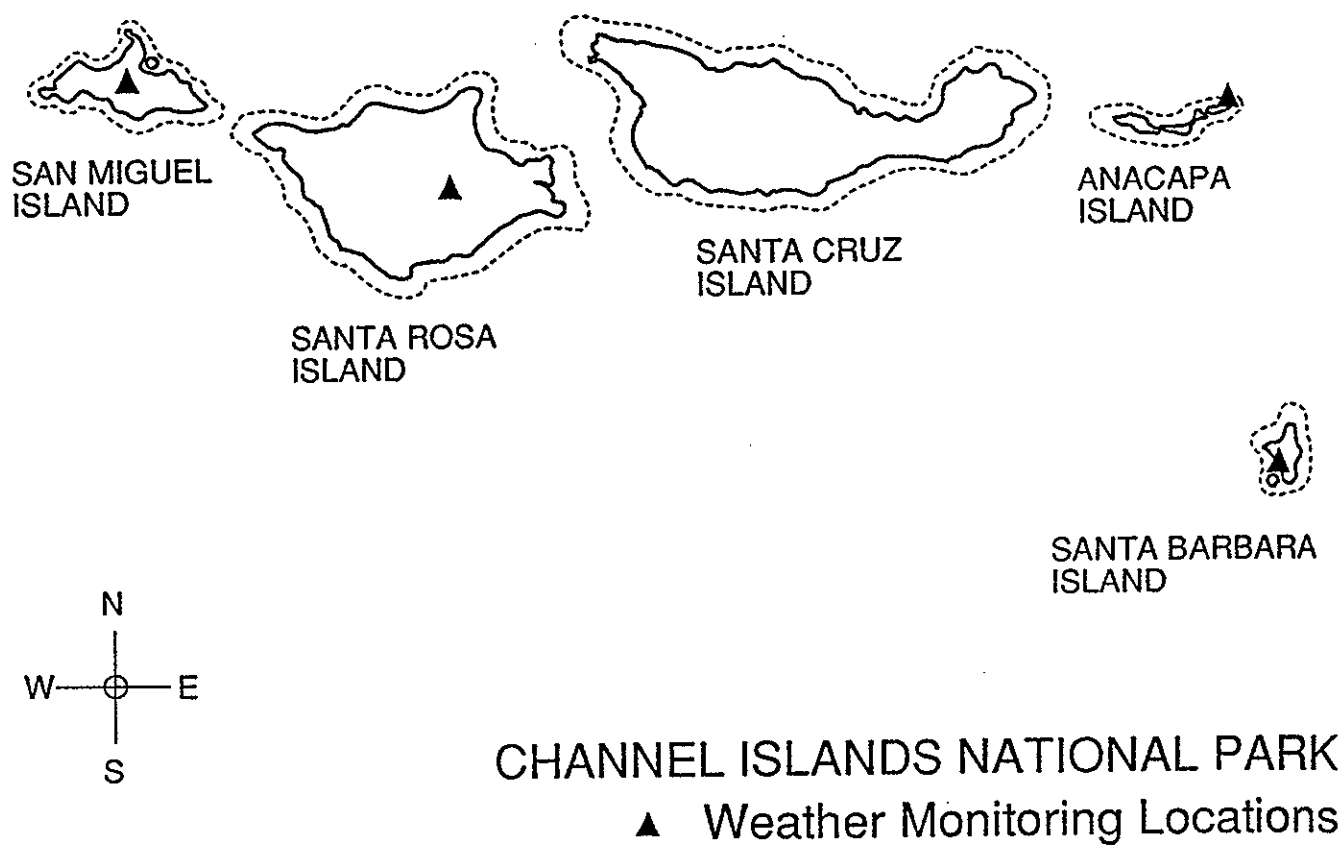 SAN MIGUEL
ISLAND
SANTA ROSA
ISLAND
SANTA CRUZ
ISLAND
ANACAPA
ISLAND
SANTA BARBARA
ISLAND
N
W E
S
CHANNEL ISLANDS NATIONAL PARK
▲ Weather Monitoring Locations